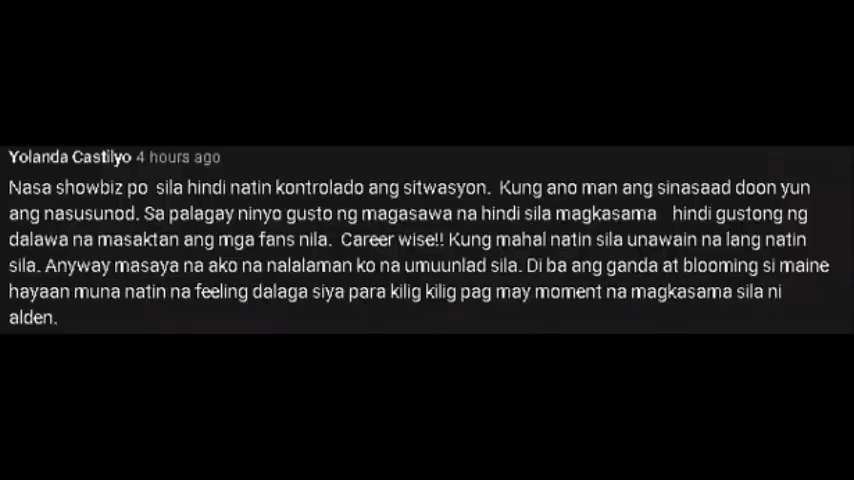 Yolanda Castilyo 4 hours ago
Nasa showbiz po sila hindi natin kontrolado ang sitwasyon. Kung ano man ang sinasaad doon yun
ang nasusunod. Sa palagay ninyo gusto ng magasawa na hindi sila magkasama hindi gustong ng
dalawa na masaktan ang mga fans nila. Career wise!! Kung mahal natin sila unawain na lang natin
sila. Anyway masaya na ako na nalalaman ko na umuunlad sila. Di ba ang ganda at blooming si maine
hayaan muna natin na feeling dalaga siya para kilig kilig pag may moment na magkasama sila ni
alden.